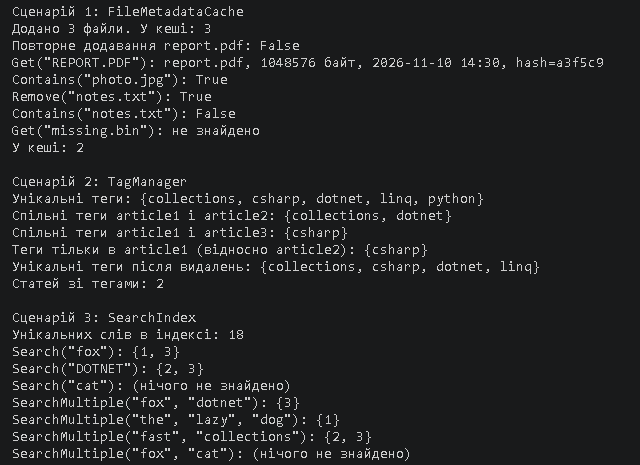 Сценарій 1: FileMetadataCache
Додано 3 файли. У кеші: 3
Повторне додавання report.pdf: False
Get("REPORT.PDF"): report.pdf, 1048576 байт, 2026-11-10 14:30, hash=a3f5c9
Contains("photo.jpg"): True
Remove("notes.txt"): True
Contains("notes.txt"): False
Get("missing.bin"): не знайдено
У кеші: 2

Сценарій 2: TagManager
Унікальні теги: {collections, csharp, dotnet, linq, python}
Спільні теги article1 і article2: {collections, dotnet}
Спільні теги article1 і article3: {csharp}
Теги тільки в article1 (відносно article2): {csharp}
Унікальні теги після видалень: {collections, csharp, dotnet, linq}
Статей зі тегами: 2

Сценарій 3: SearchIndex
Унікальних слів в індексі: 18
Search("fox"): {1, 3}
Search("DOTNET"): {2, 3}
Search("cat"): (нічого не знайдено)
SearchMultiple("fox", "dotnet"): {3}
SearchMultiple("the", "lazy", "dog"): {1}
SearchMultiple("fast", "collections"): {2, 3}
SearchMultiple("fox", "cat"): (нічого не знайдено)